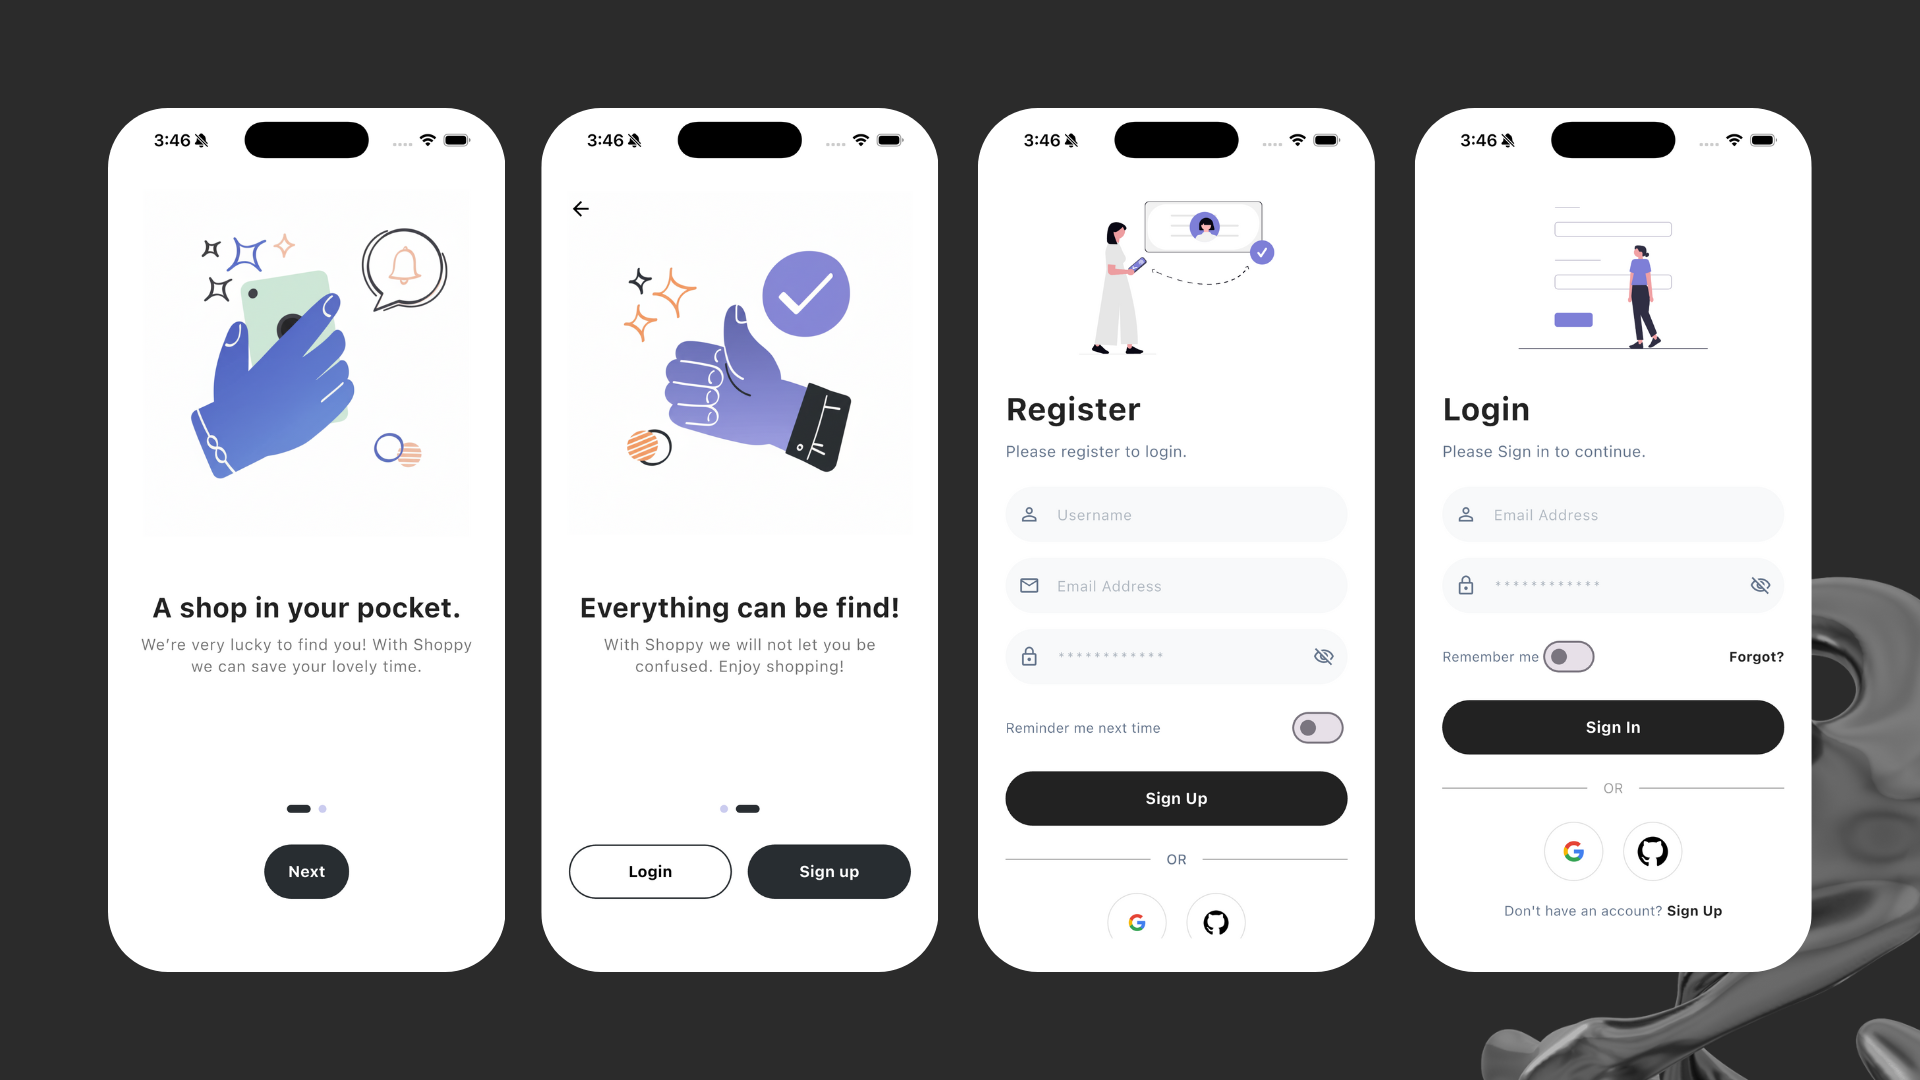 3:46
A shop in your pocket.
We're very lucky to find you! With Shoppy
we can save your lovely time.
Next
3:46
Everything can be find!
With Shoppy we will not let you be
confused. Enjoy shopping!
Login
Sign up
3:46
Register
Please register to login.
Username
Email Address
************
Reminder me next time
Sign Up
OR
3:46
Login
Please Sign in to continue.
Email Address
************
Remember me
Forgot?
Sign In
OR
Don't have an account? Sign Up